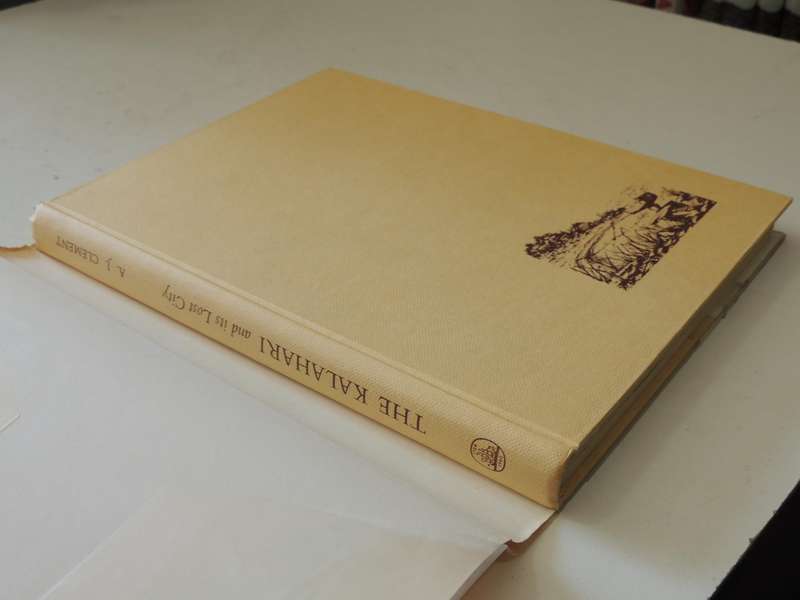 THE KALAHARI and its Lost City
A. J. CLEMENT